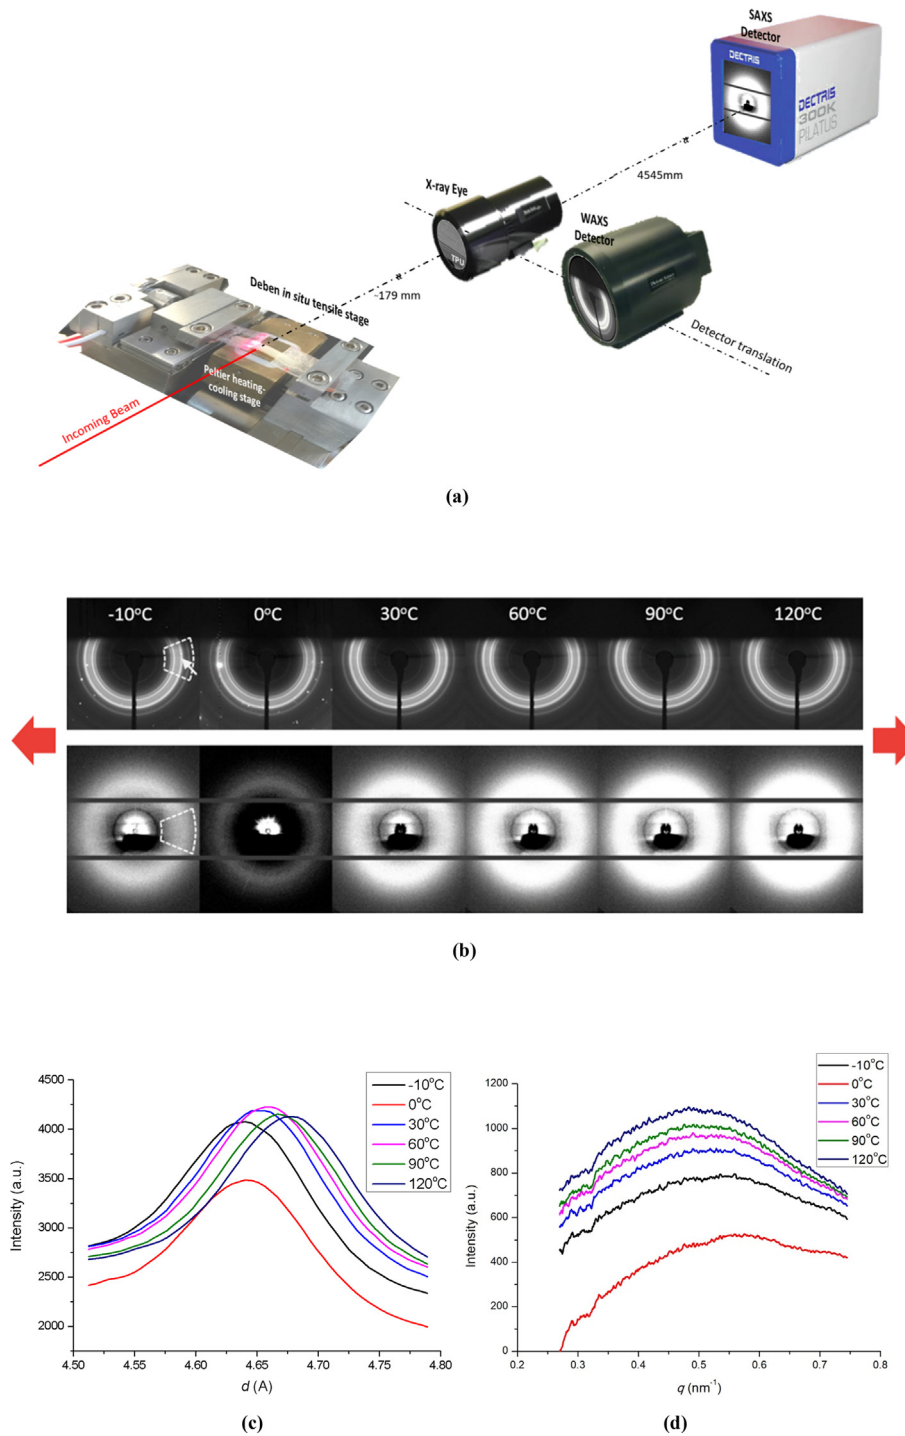 SAXS
Detector
DECTRIS
DECTRIS
300K
PILATUS
4545mm
X-ray Eye
WAXS
Detector
TPU
~179 mm
Deben in situ tensile stage
Detector translation
Peltier heating-
cooling stage
Incoming Beam
(a)
-10°C 0°C 30°C 60°C 90°C 120°C
(b)
4500
4000
3500
3000
2500
2000
Intensity (a.u.)
-10°C
0°C
30°C
60°C
90°C
120°C
4.50 4.55 4.60 4.65 4.70 4.75 4.80
d (A)
(c)
1200
1000
800
600
400
200
0
Intensity (a.u.)
-10°C
0°C
30°C
60°C
90°C
120°C
0.2 0.3 0.4 0.5 0.6 0.7 0.8
q (nm⁻¹)
(d)